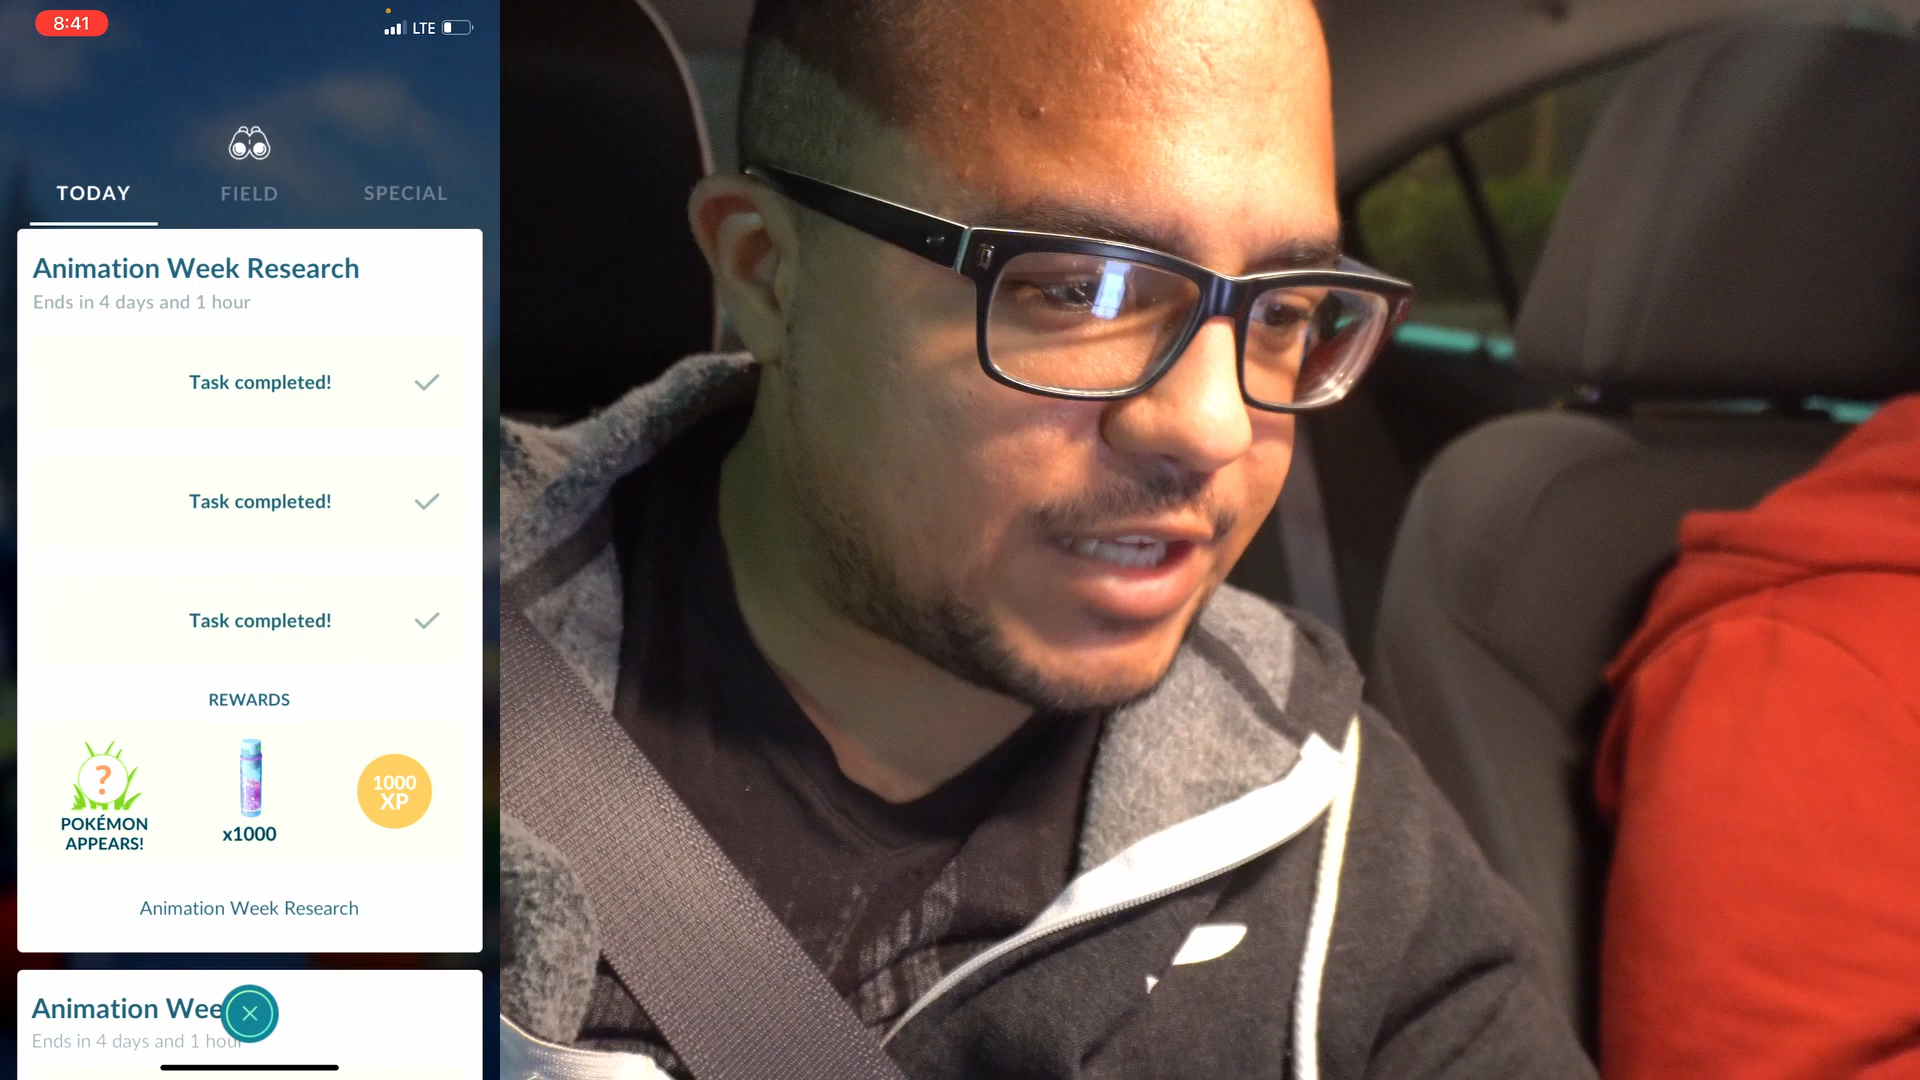 8:41
LTE
TODAY
FIELD
SPECIAL
Animation Week Research
Ends in 4 days and 1 hour
Task completed!
Task completed!
Task completed!
REWARDS
?
1000
XP
POKÉMON
APPEARS!
x1000
Animation Week Research
Animation Wee
Ends in 4 days and 1 hour